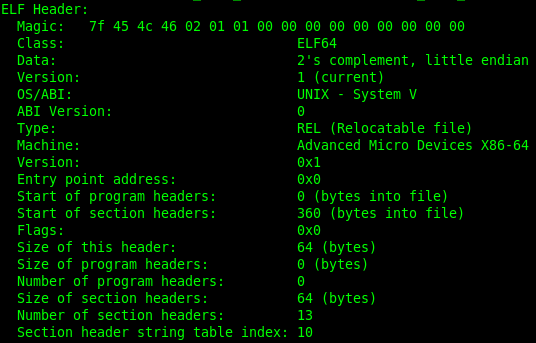 ELF Header:
Magic: 7f 45 4c 46 02 01 01 00 00 00 00 00 00 00 00 00
Class: ELF64
Data: 2's complement, little endian
Version: 1 (current)
OS/ABI: UNIX - System V
ABI Version: 0
Type: REL (Relocatable file)
Machine: Advanced Micro Devices X86-64
Version: 0x1
Entry point address: 0x0
Start of program headers: 0 (bytes into file)
Start of section headers: 360 (bytes into file)
Flags: 0x0
Size of this header: 64 (bytes)
Size of program headers: 0 (bytes)
Number of program headers: 0
Size of section headers: 64 (bytes)
Number of section headers: 13
Section header string table index: 10